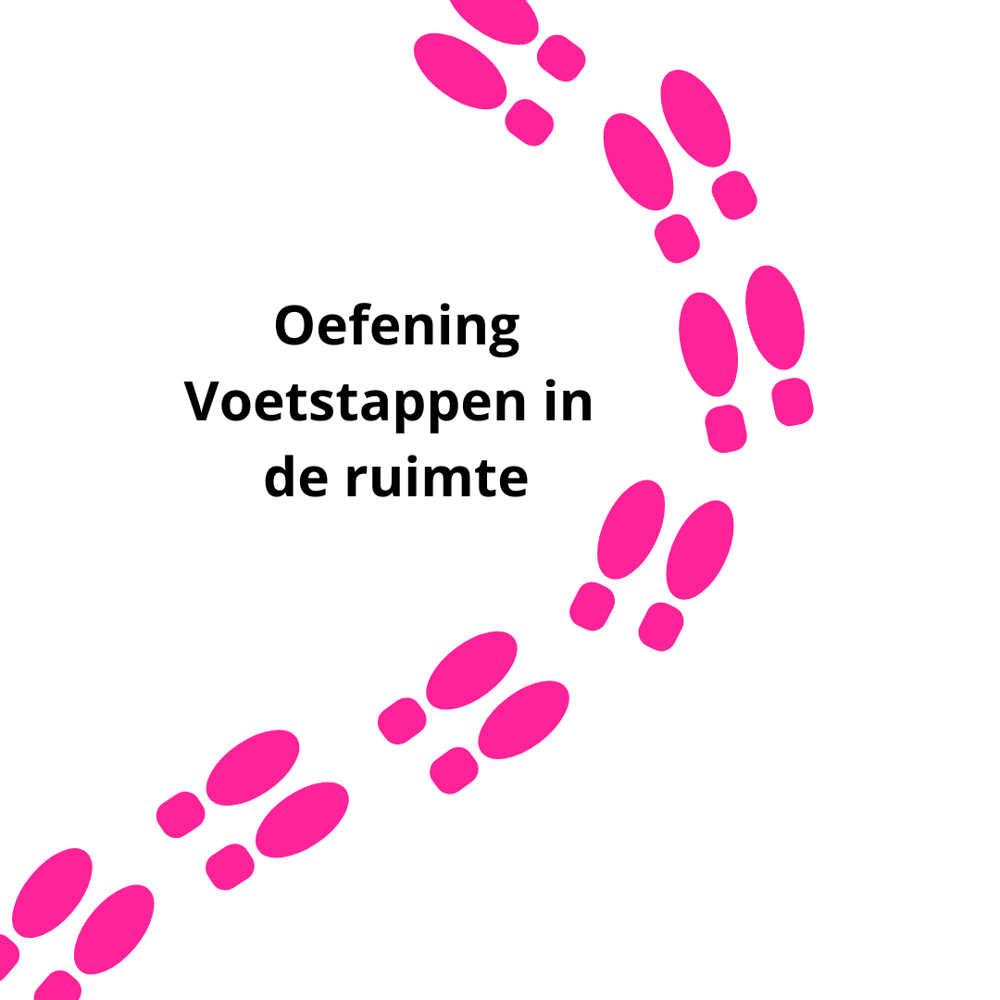 Oefening
Voetstappen in
de ruimte